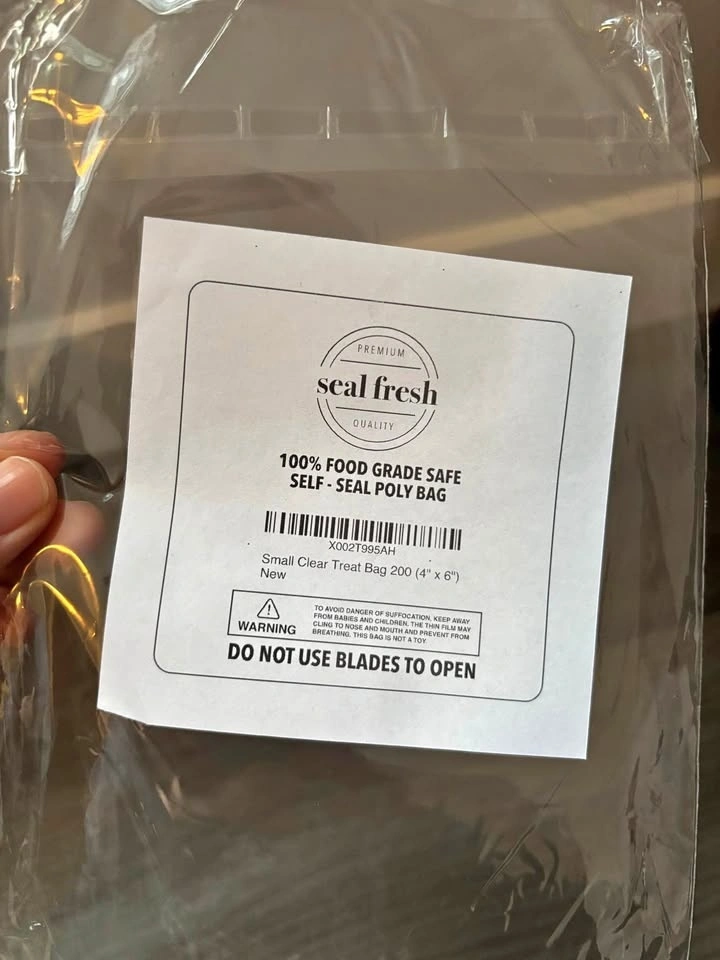 PREMIUM
seal fresh
QUALITY
100% FOOD GRADE SAFE
SELF - SEAL POLY BAG
X002T995AH
Small Clear Treat Bag 200 (4" x 6")
New
WARNING
TO AVOID DANGER OF SUFFOCATION, KEEP AWAY
FROM BABIES AND CHILDREN. THE THIN FILM MAY
CLING TO NOSE AND MOUTH AND PREVENT FROM
BREATHING. THIS BAG IS NOT A TOY.
DO NOT USE BLADES TO OPEN